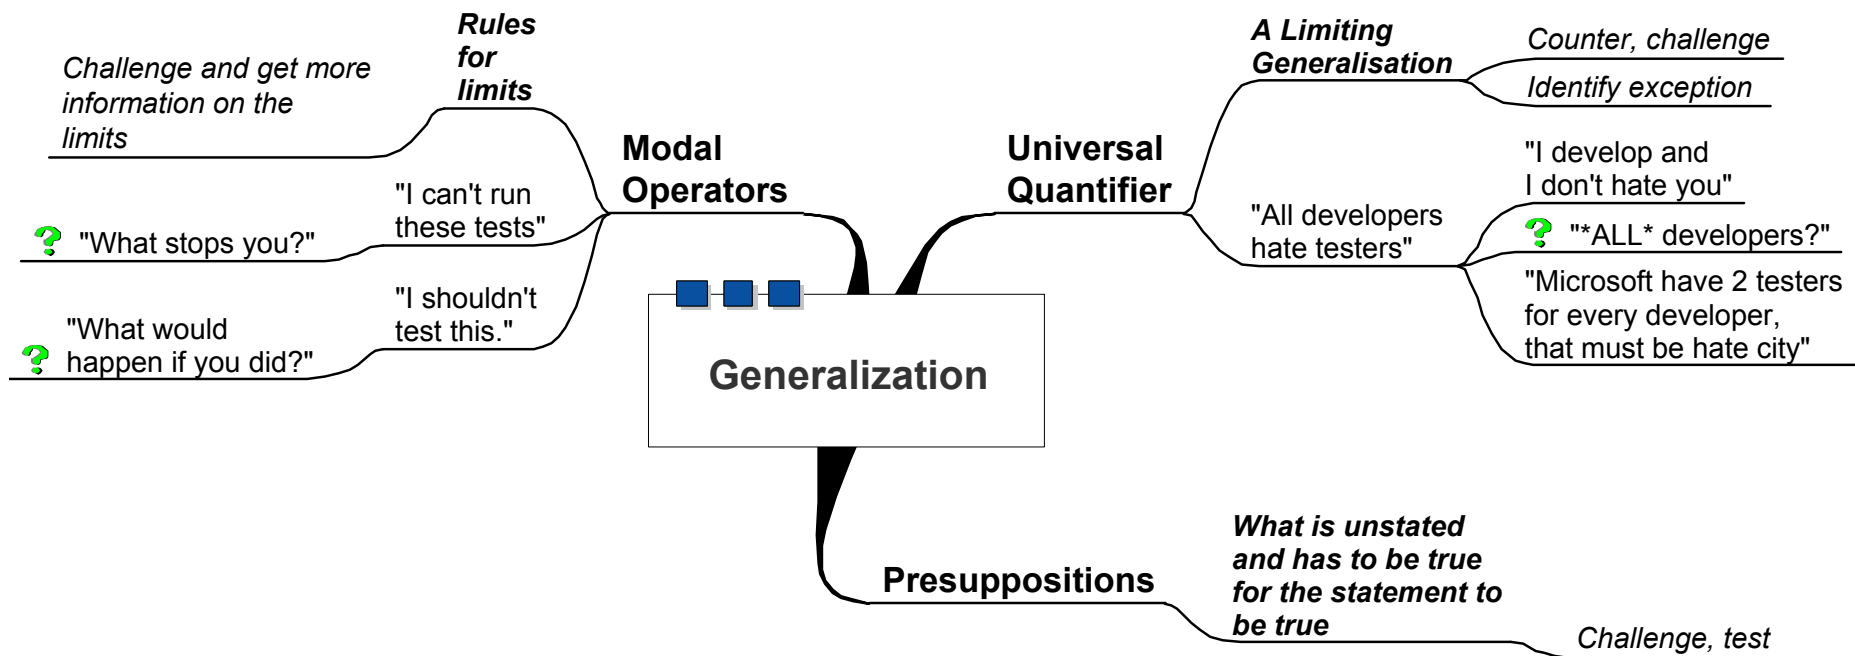 Rules
for
limits
Challenge and get more
information on the
limits
Modal
Operators
"I can't run
these tests"
"What stops you?"
"I shouldn't
test this."
"What would
happen if you did?"
Universal
Quantifier
A Limiting
Generalisation
Counter, challenge
Identify exception
"All developers
hate testers"
"I develop and
I don't hate you"
"*ALL* developers?"
"Microsoft have 2 testers
for every developer,
that must be hate city"
Generalization
Presuppositions
What is unstated
and has to be true
for the statement to
be true
Challenge, test